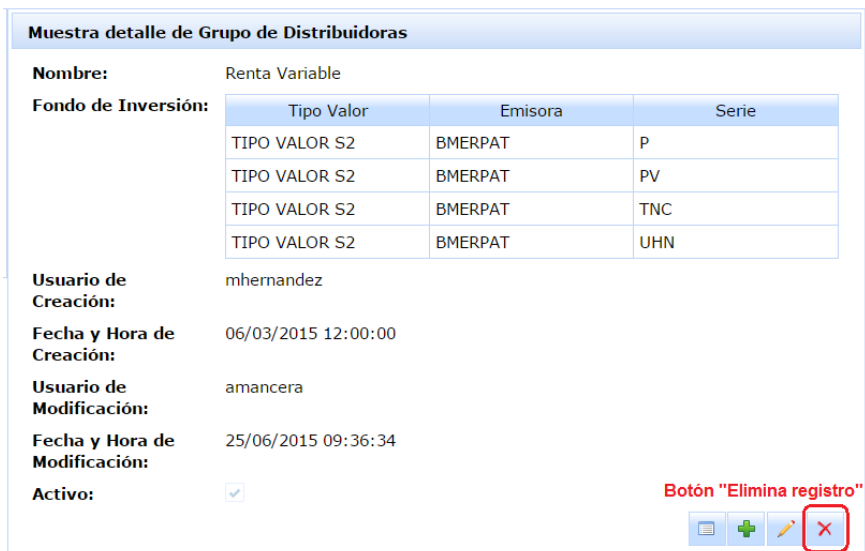 Muestra detalle de Grupo de Distribuidoras
Nombre: Renta Variable
Fondo de Inversión: Tipo Valor Emisora Serie
TIPO VALOR S2 BMERPAT P
TIPO VALOR S2 BMERPAT PV
TIPO VALOR S2 BMERPAT TNC
TIPO VALOR S2 BMERPAT UHN
Usuario de mhernandez
Creación:
Fecha y Hora de 06/03/2015 12:00:00
Creación:
Usuario de amancera
Modificación:
Fecha y Hora de 25/06/2015 09:36:34
Modificación:
Activo:
Botón "Elimina registro"